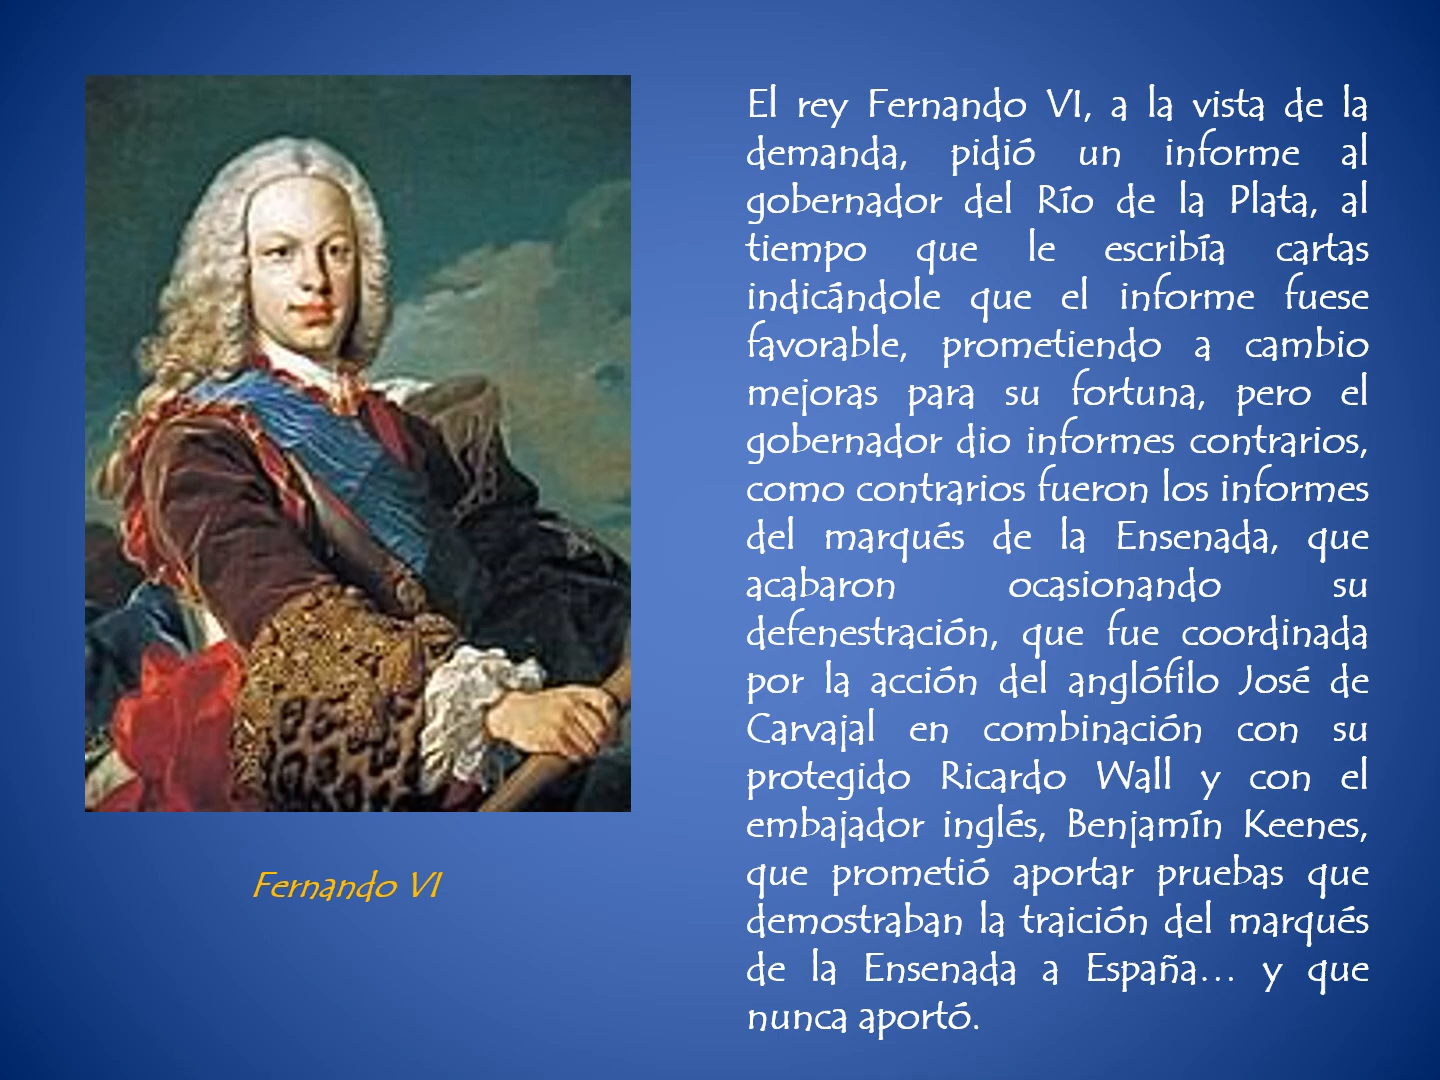 El rey Fernando VI, a la vista de la
demanda, pidió un informe al
gobernador del Río de la Plata, al
tiempo que le escribía cartas
indicándole que el informe fuese
favorable, prometiendo a cambio
mejoras para su fortuna, pero el
gobernador dio informes contrarios,
como contrarios fueron los informes
del marqués de la Ensenada, que
acabaron ocasionando su
defenestración, que fue coordinada
por la acción del anglófilo José de
Carvajal en combinación con su
protegido Ricardo Wall y con el
embajador inglés, Benjamín Keenes,
que prometió aportar pruebas que
demostraban la traición del marqués
de la Ensenada a España… y que
nunca aportó.
Fernando VI